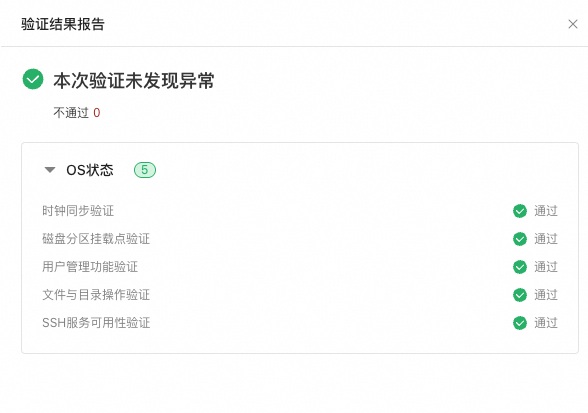 验证结果报告
本次验证未发现异常
不通过 0
OS状态 5
时钟同步验证 通过
磁盘分区挂载点验证 通过
用户管理功能验证 通过
文件与目录操作验证 通过
SSH服务可用性验证 通过